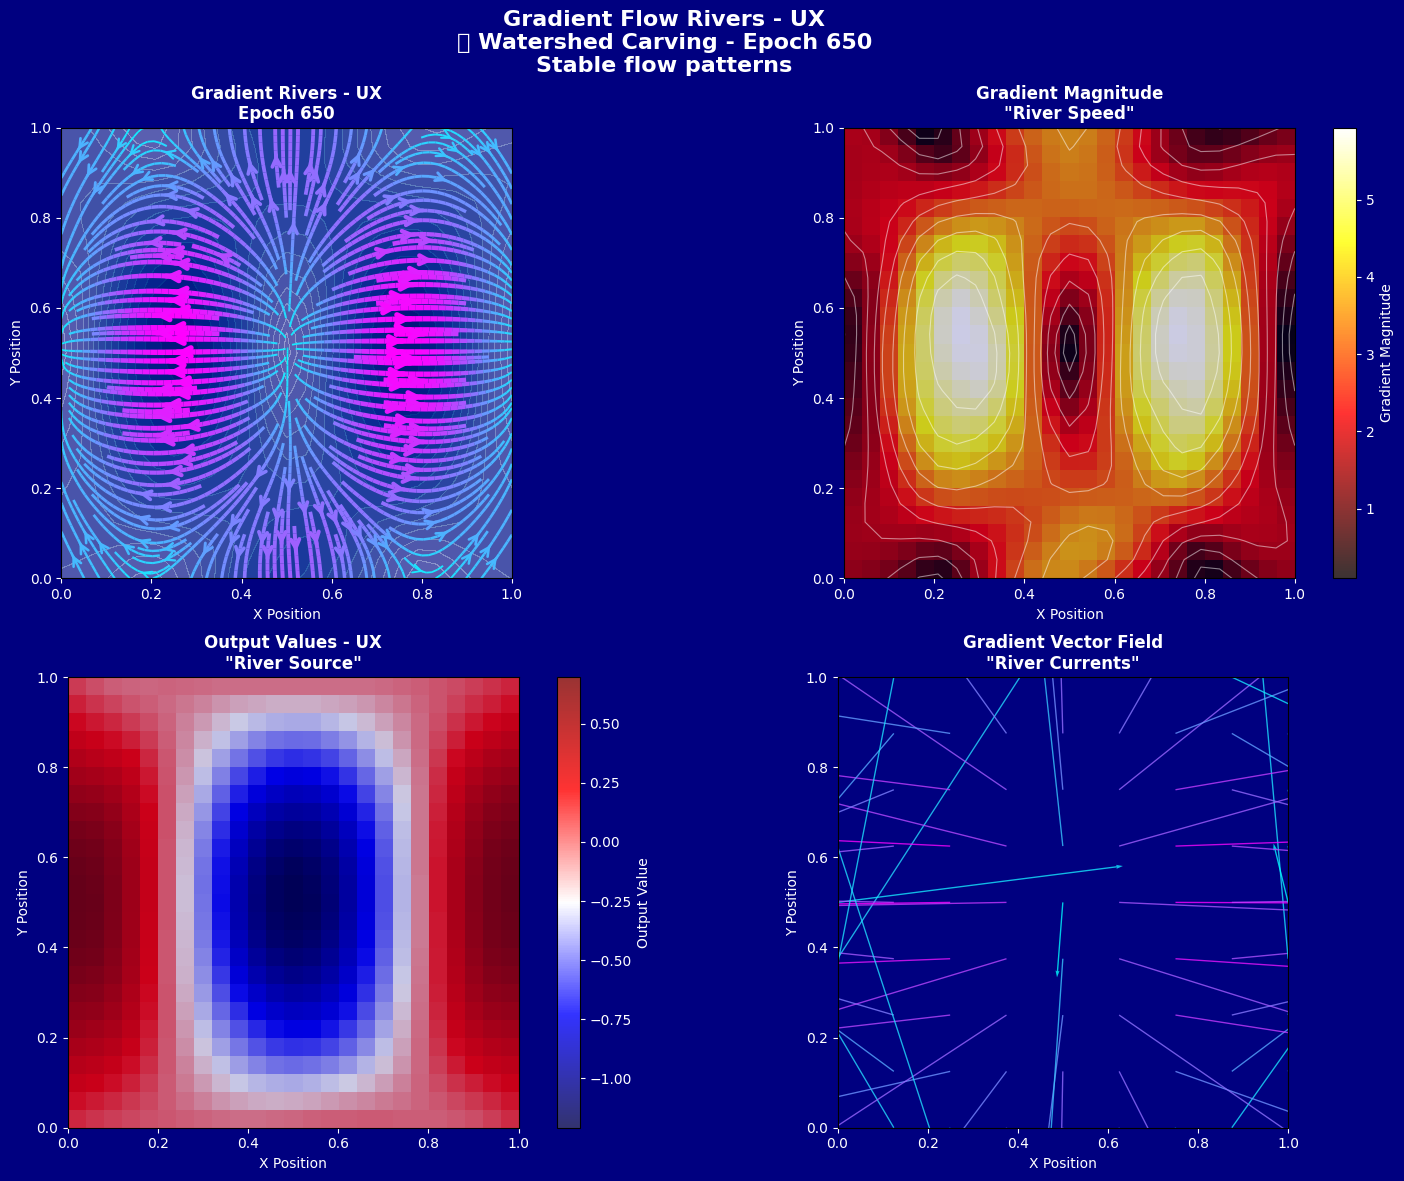 Gradient Flow Rivers - UX
▯ Watershed Carving - Epoch 650
Stable flow patterns
Gradient Rivers - UX
Epoch 650
1.0
0.8
0.6
0.4
0.2
0.0
Y Position
0.0 0.2 0.4 0.6 0.8 1.0
X Position
Gradient Magnitude
"River Speed"
1.0
0.8
0.6
0.4
0.2
0.0
Y Position
0.0 0.2 0.4 0.6 0.8 1.0
X Position
5
4
3
2
1
Gradient Magnitude
Output Values - UX
"River Source"
1.0
0.8
0.6
0.4
0.2
0.0
Y Position
0.0 0.2 0.4 0.6 0.8 1.0
X Position
0.50
0.25
0.00
−0.25
−0.50
−0.75
−1.00
Output Value
Gradient Vector Field
"River Currents"
1.0
0.8
0.6
0.4
0.2
0.0
Y Position
0.0 0.2 0.4 0.6 0.8 1.0
X Position